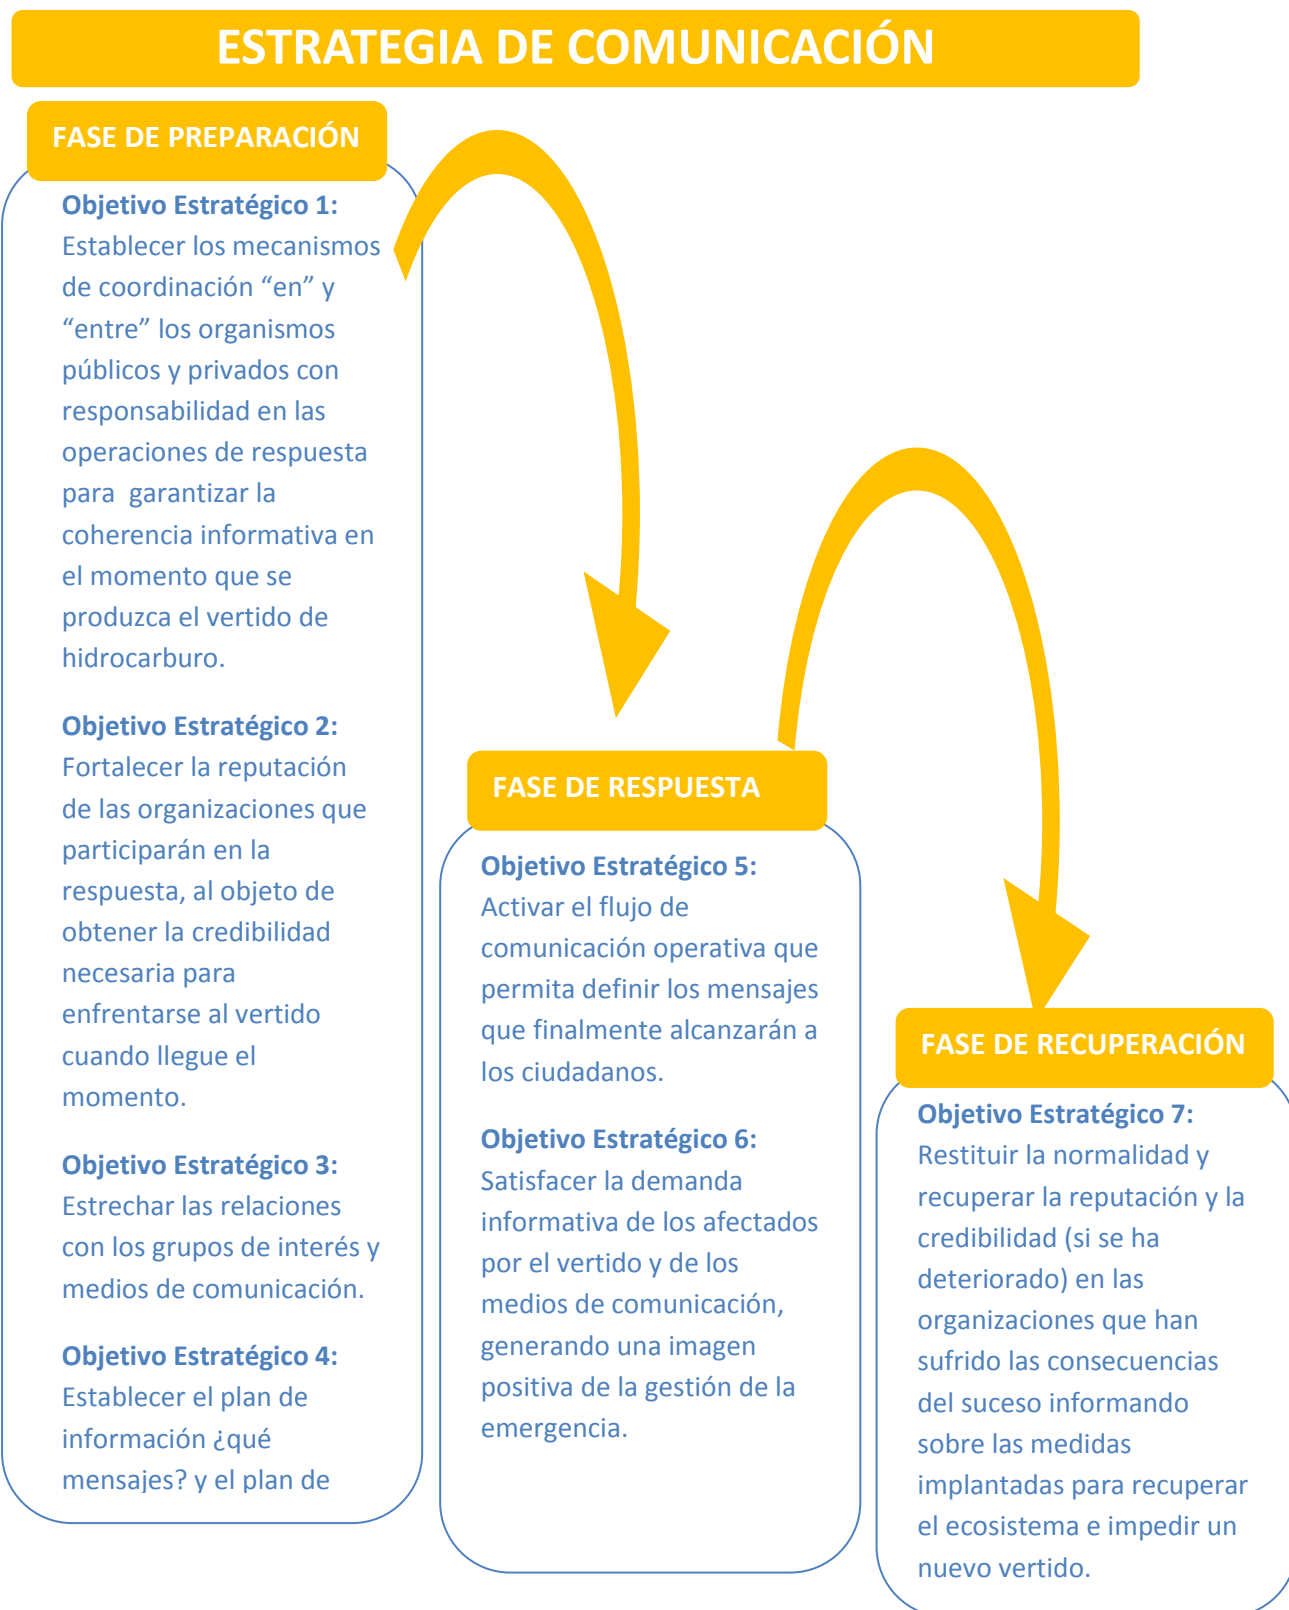 ESTRATEGIA DE COMUNICACIÓN
FASE DE PREPARACIÓN
Objetivo Estratégico 1:
Establecer los mecanismos
de coordinación “en” y
“entre” los organismos
públicos y privados con
responsabilidad en las
operaciones de respuesta
para garantizar la
coherencia informativa en
el momento que se
produzca el vertido de
hidrocarburo.
Objetivo Estratégico 2:
Fortalecer la reputación
de las organizaciones que
participarán en la
respuesta, al objeto de
obtener la credibilidad
necesaria para
enfrentarse al vertido
cuando llegue el
momento.
Objetivo Estratégico 3:
Estrechar las relaciones
con los grupos de interés y
medios de comunicación.
Objetivo Estratégico 4:
Establecer el plan de
información ¿qué
mensajes? y el plan de
FASE DE RESPUESTA
Objetivo Estratégico 5:
Activar el flujo de
comunicación operativa que
permita definir los mensajes
que finalmente alcanzarán a
los ciudadanos.
Objetivo Estratégico 6:
Satisfacer la demanda
informativa de los afectados
por el vertido y de los
medios de comunicación,
generando una imagen
positiva de la gestión de la
emergencia.
FASE DE RECUPERACIÓN
Objetivo Estratégico 7:
Restituir la normalidad y
recuperar la reputación y la
credibilidad (si se ha
deteriorado) en las
organizaciones que han
sufrido las consecuencias
del suceso informando
sobre las medidas
implantadas para recuperar
el ecosistema e impedir un
nuevo vertido.